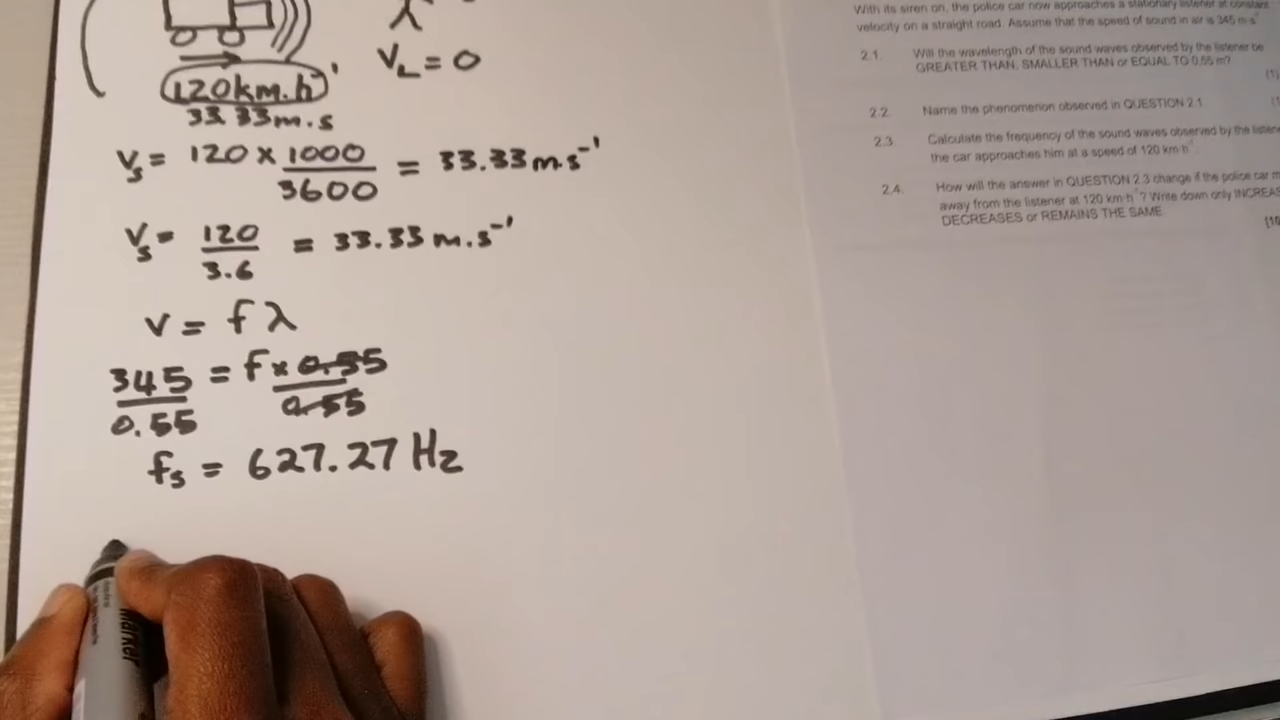 λ
V_L = 0
120km.h⁻¹
33.33m.s
v_s = 120 × 1000/3600 = 33.33 m.s⁻¹
v_s = 120/3.6 = 33.33 m.s⁻¹
v = f λ
345/0.55 = f × 0.55/0.55
f_s = 627.27 Hz
With its siren on, the police car now approaches a stationary listener at constant
velocity on a straight road. Assume that the speed of sound in air is 345 m·s⁻¹
2.1. Will the wavelength of the sound waves observed by the listener be
GREATER THAN, SMALLER THAN or EQUAL TO 0,55 m? (1)
2.2. Name the phenomenon observed in QUESTION 2.1.
2.3. Calculate the frequency of the sound waves observed by the
the car approaches him at a speed of 120 km·h⁻¹.
2.4. How will the answer in QUESTION 2.3 change if the police car
away from the listener at 120 km·h⁻¹? Write down only
DECREASES or REMAINS THE SAME.
marker